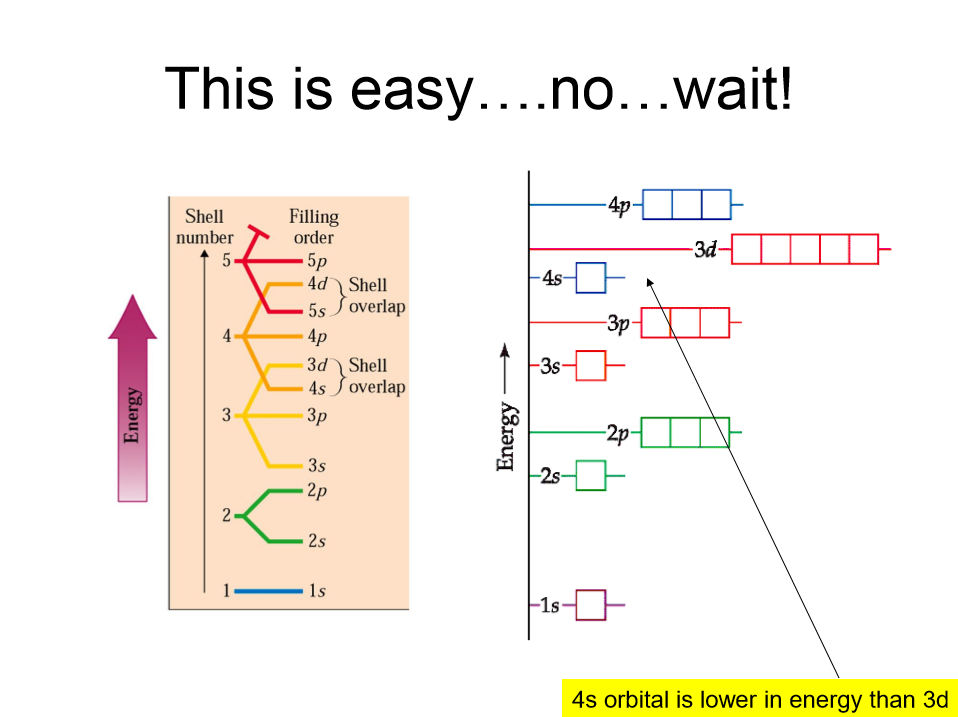 This is easy….no…wait!
Shell number
Filling order
5
5p
4d
Shell overlap
5s
4
4p
3d
Shell overlap
4s
3
3p
3s
2p
2
2s
1
1s
Energy
4p
3d
4s
3p
3s
2p
2s
1s
Energy
4s orbital is lower in energy than 3d